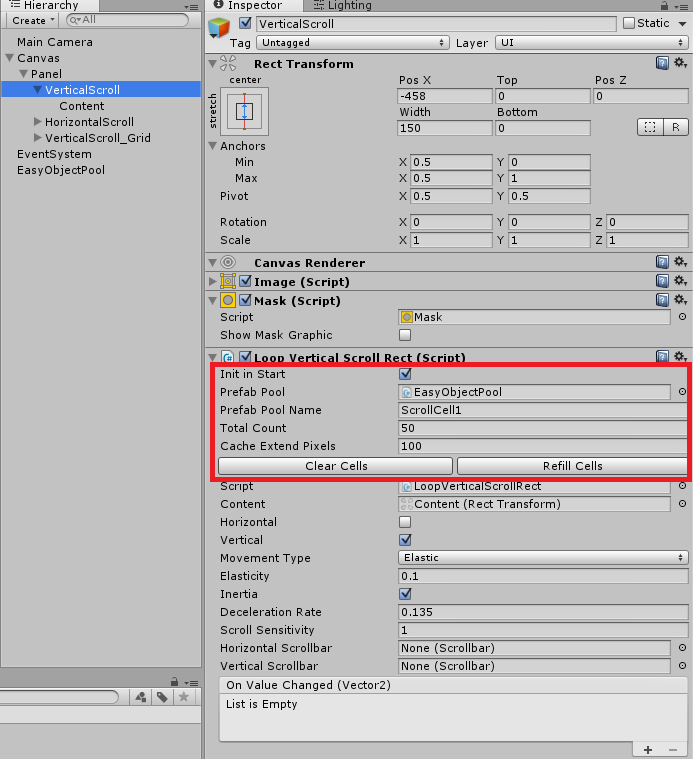 Hierarchy
Create
All
Main Camera
Canvas
Panel
VerticalScroll
Content
HorizontalScroll
VerticalScroll_Grid
EventSystem
EasyObjectPool
Inspector
Lighting
VerticalScroll
Static
Tag Untagged Layer UI
Rect Transform
center
stretch
Pos X Top Pos Z
-458 0 0
Width Bottom
150 0
R
Anchors
Min X 0.5 Y 0
Max X 0.5 Y 1
Pivot X 0.5 Y 0.5
Rotation X 0 Y 0 Z 0
Scale X 1 Y 1 Z 1
Canvas Renderer
Image (Script)
Mask (Script)
Script Mask
Show Mask Graphic
Loop Vertical Scroll Rect (Script)
Init in Start
Prefab Pool EasyObjectPool
Prefab Pool Name ScrollCell1
Total Count 50
Cache Extend Pixels 100
Clear Cells Refill Cells
Script LoopVerticalScrollRect
Content Content (Rect Transform)
Horizontal
Vertical
Movement Type Elastic
Elasticity 0.1
Inertia
Deceleration Rate 0.135
Scroll Sensitivity 1
Horizontal Scrollbar None (Scrollbar)
Vertical Scrollbar None (Scrollbar)
On Value Changed (Vector2)
List is Empty